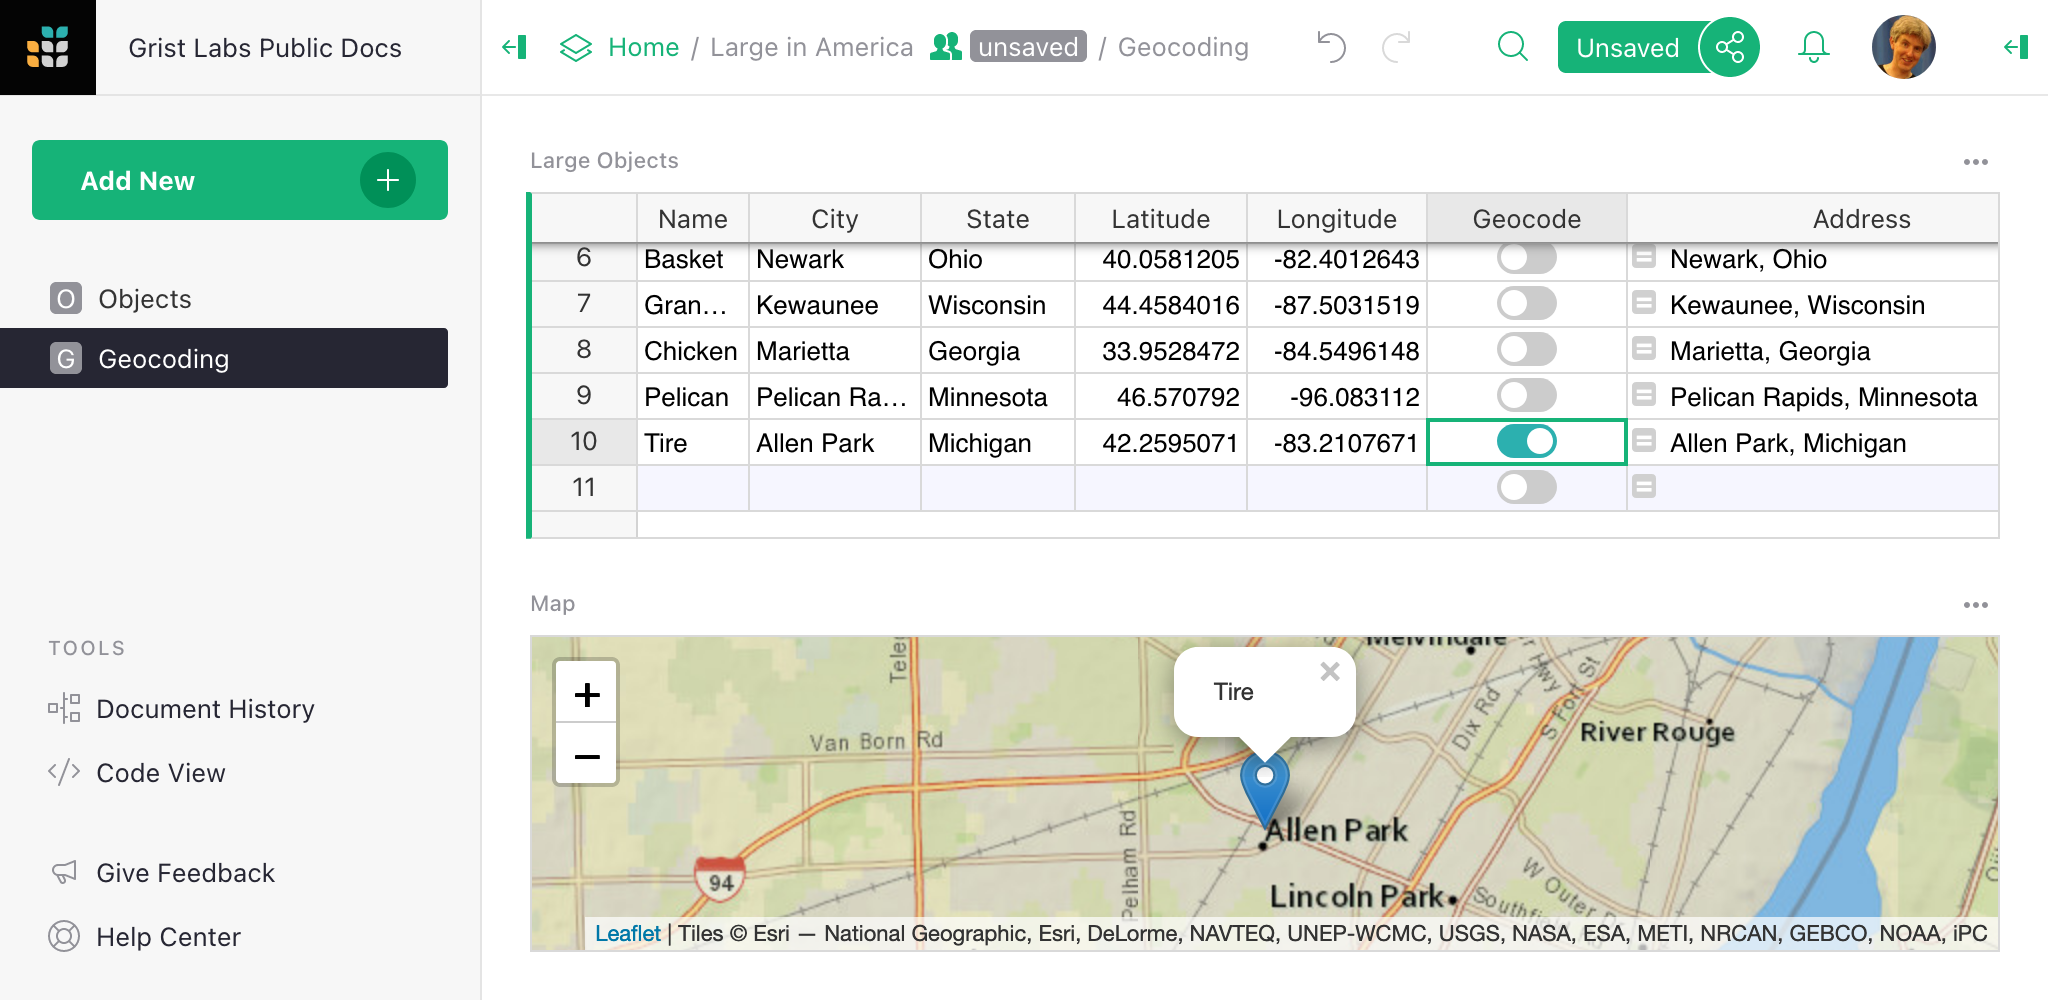 Grist Labs Public Docs
Home / Large in America unsaved / Geocoding
Unsaved
Add New
O Objects
G Geocoding
TOOLS
Document History
Code View
Give Feedback
Help Center
Large Objects
Name City State Latitude Longitude Geocode Address
6 Basket Newark Ohio 40.0581205 -82.4012643 Newark, Ohio
7 Gran… Kewaunee Wisconsin 44.4584016 -87.5031519 Kewaunee, Wisconsin
8 Chicken Marietta Georgia 33.9528472 -84.5496148 Marietta, Georgia
9 Pelican Pelican Ra… Minnesota 46.570792 -96.083112 Pelican Rapids, Minnesota
10 Tire Allen Park Michigan 42.2595071 -83.2107671 Allen Park, Michigan
11
Map
+
−
Tire
Melvindale
Tele
Hwy
S Fort St
Dix Rd
River Rouge
Van Born Rd
Allen Park
Pelham Rd
94
Lincoln Park
W Outer
Leaflet | Tiles © Esri — National Geographic, Esri, DeLorme, NAVTEQ, UNEP-WCMC, USGS, NASA, ESA, METI, NRCAN, GEBCO, NOAA, iPC